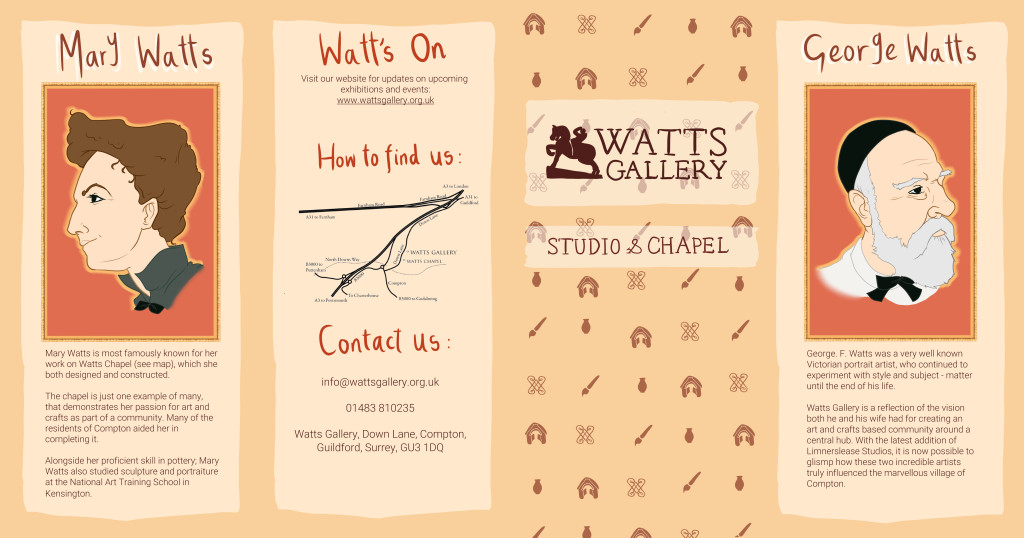 Mary Watts
Mary Watts is most famously known for her
work on Watts Chapel (see map), which she
both designed and constructed.
The chapel is just one example of many,
that demonstrates her passion for art and
crafts as part of a community. Many of the
residents of Compton aided her in
completing it.
Alongside her proficient skill in pottery; Mary
Watts also studied sculpture and portraiture
at the National Art Training School in
Kensington.
Watt's On
Visit our website for updates on upcoming
exhibitions and events:
www.wattsgallery.org.uk
How to find us:
A3 to London
Farnham Road
Farnham Road
A31 to
Guildford
A31 to Farnham
Down Lane
Down Lane
WATTS GALLERY
North Downs Way
WATTS CHAPEL
B3000 to
Puttenham
B3000
Compton
To Charterhouse
A3 to Portsmouth
B3000 to Godalming
Contact us:
info@wattsgallery.org.uk
01483 810235
Watts Gallery, Down Lane, Compton,
Guildford, Surrey, GU3 1DQ
WATTS
GALLERY
STUDIO & CHAPEL
George Watts
George. F. Watts was a very well known
Victorian portrait artist, who continued to
experiment with style and subject - matter
until the end of his life.
Watts Gallery is a reflection of the vision
both he and his wife had for creating an
art and crafts based community around a
central hub. With the latest addition of
Limnerslease Studios, it is now possible to
glismp how these two incredible artists
truly influenced the marvellous village of
Compton.